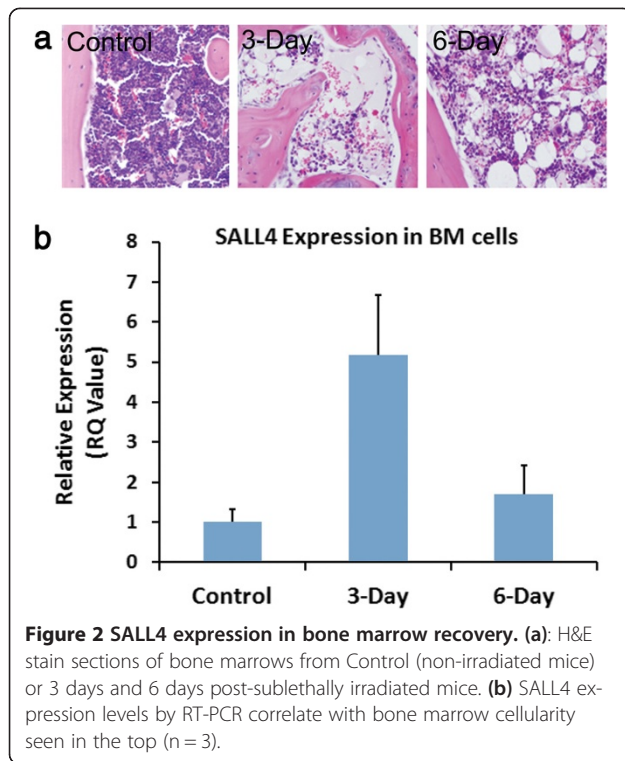 a Control 3-Day 6-Day
b SALL4 Expression in BM cells
Relative Expression
(RQ Value)
8
7
6
5
4
3
2
1
0
Control 3-Day 6-Day
Figure 2 SALL4 expression in bone marrow recovery. (a): H&E
stain sections of bone marrows from Control (non-irradiated mice)
or 3 days and 6 days post-sublethally irradiated mice. (b) SALL4 ex-
pression levels by RT-PCR correlate with bone marrow cellularity
seen in the top (n = 3).